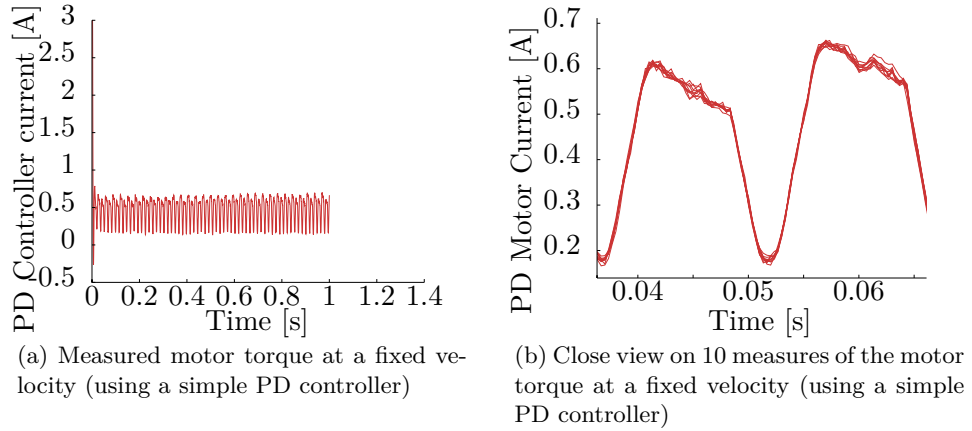 PD Controller current [A]
3
2.5
2
1.5
1
0.5
0
-0.5
0 0.2 0.4 0.6 0.8 1 1.2 1.4
Time [s]
(a) Measured motor torque at a fixed ve-
locity (using a simple PD controller)
PD Motor Current [A]
0.7
0.6
0.5
0.4
0.3
0.2
0.04 0.05 0.06
Time [s]
(b) Close view on 10 measures of the motor
torque at a fixed velocity (using a simple
PD controller)